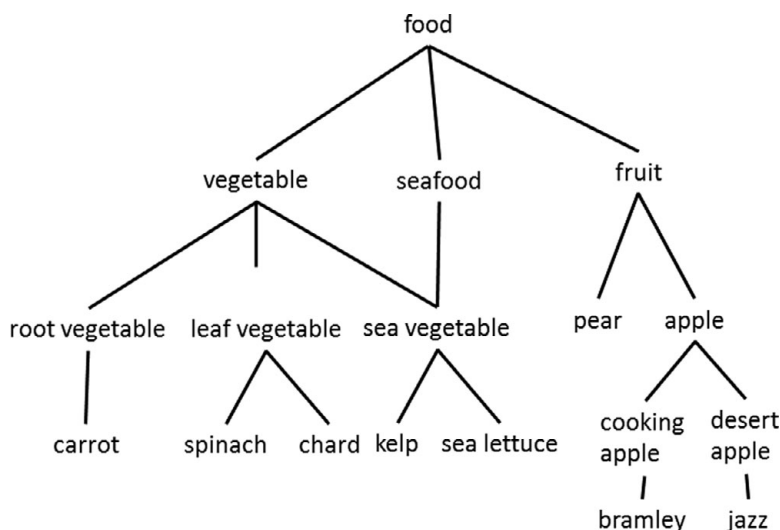 food
vegetable
seafood
fruit
root vegetable
leaf vegetable
sea vegetable
pear
apple
carrot
spinach
chard
kelp
sea lettuce
cooking
apple
desert
apple
bramley
jazz